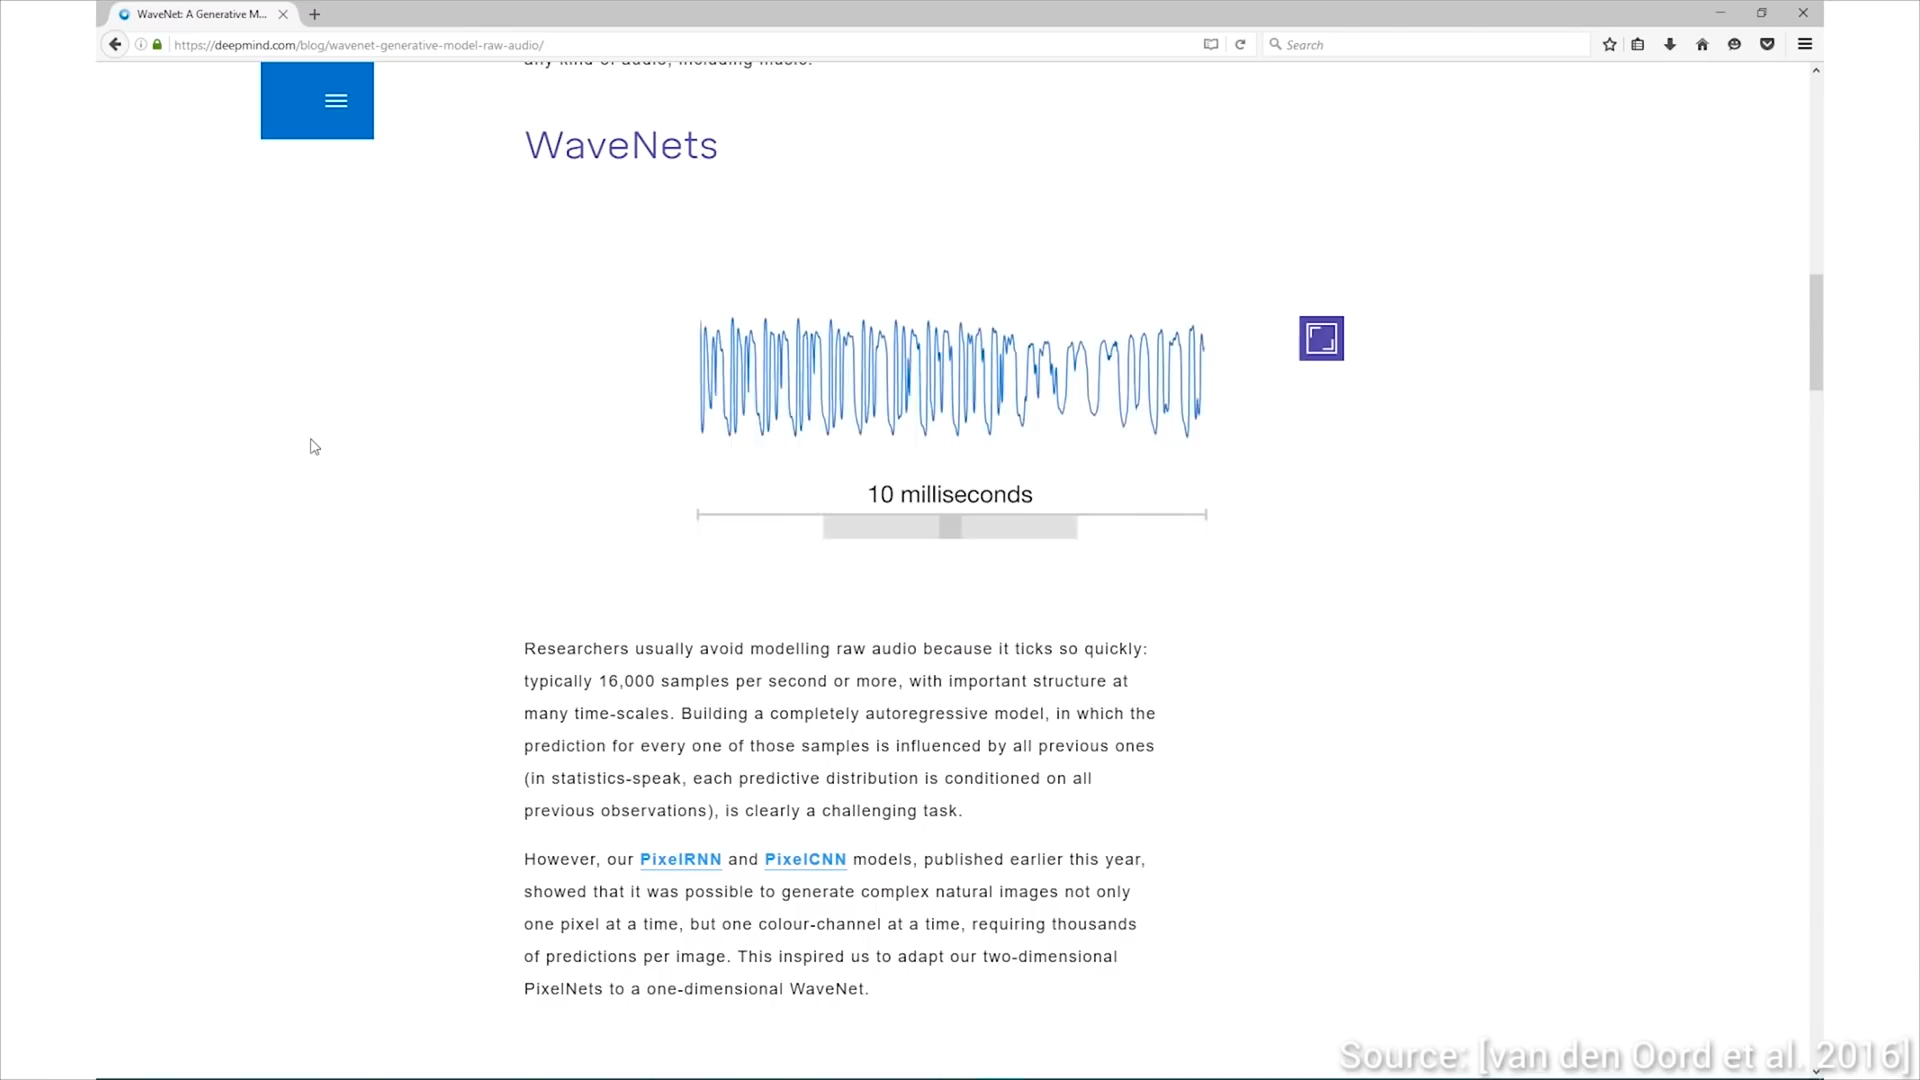 WaveNet: A Generative M...
https://deepmind.com/blog/wavenet-generative-model-raw-audio/
Search
any kind of audio, including music.
WaveNets
10 milliseconds
Researchers usually avoid modelling raw audio because it ticks so quickly:
typically 16,000 samples per second or more, with important structure at
many time-scales. Building a completely autoregressive model, in which the
prediction for every one of those samples is influenced by all previous ones
(in statistics-speak, each predictive distribution is conditioned on all
previous observations), is clearly a challenging task.
However, our PixelRNN and PixelCNN models, published earlier this year,
showed that it was possible to generate complex natural images not only
one pixel at a time, but one colour-channel at a time, requiring thousands
of predictions per image. This inspired us to adapt our two-dimensional
PixelNets to a one-dimensional WaveNet.
Source: [van den Oord et al. 2016]